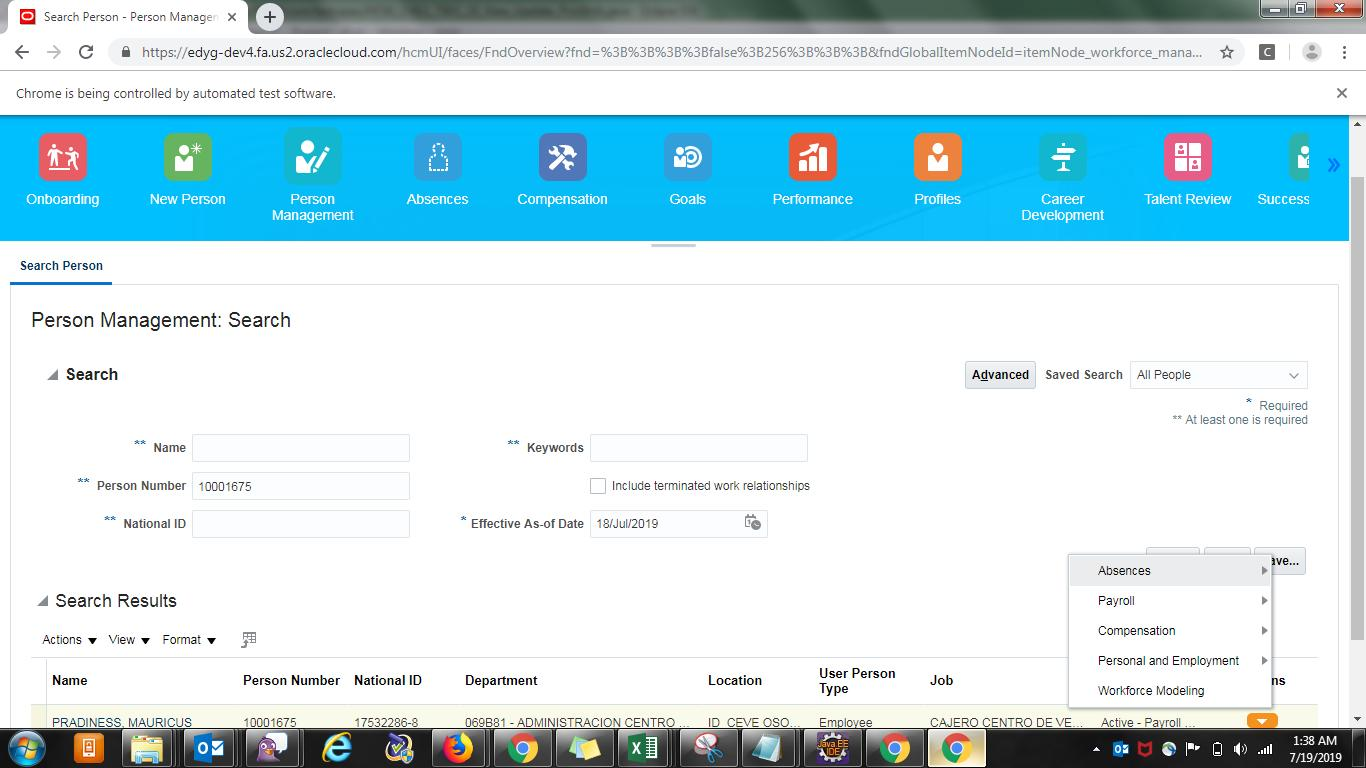 Search Person - Person Managem
https://edyg-dev4.fa.us2.oraclecloud.com/hcmUI/faces/FndOverview?fnd=%3B%3B%3B%3Bfalse%3B256%3B%3B%3B&fndGlobalItemNodeId=itemNode_workforce_mana...
C
Chrome is being controlled by automated test software.
Onboarding New Person Person Management Absences Compensation Goals Performance Profiles Career Development Talent Review Success
Search Person
Person Management: Search
Search Advanced Saved Search All People
* Required
** At least one is required
** Name ** Keywords
** Person Number 10001675 Include terminated work relationships
** National ID * Effective As-of Date 18/Jul/2019
ave...
Absences
Payroll
Compensation
Personal and Employment
Workforce Modeling
Search Results
Actions View Format
Name Person Number National ID Department Location User Person Type Job ns
PRADINESS, MAURICUS 10001675 17532286-8 069B81 - ADMINISTRACION CENTRO ... ID_CEVE OSO... Employee CAJERO CENTRO DE VE... Active - Payroll ...
Java EE
IDE
1:38 AM
7/19/2019